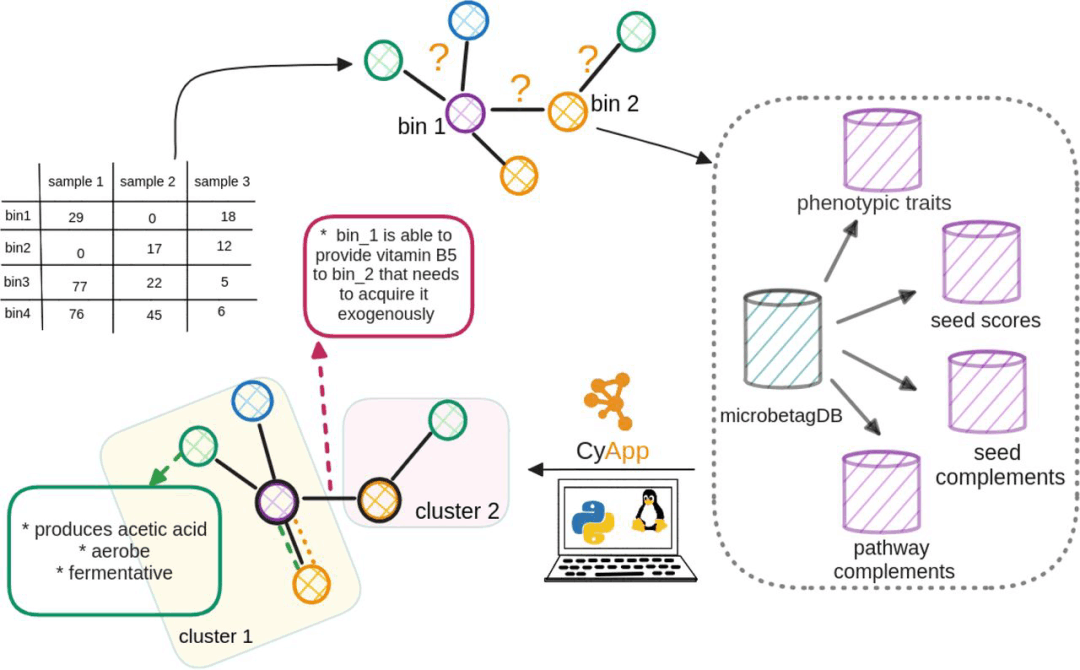 ?
?
?
bin 1
bin 2
sample 1 sample 2 sample 3
bin1 29 0 18
bin2 0 17 12
bin3 77 22 5
bin4 76 45 6
* bin_1 is able to
provide vitamin B5
to bin_2 that needs
to acquire it
exogenously
phenotypic traits
seed scores
microbetagDB
seed
complements
pathway
complements
CyApp
cluster 2
* produces acetic acid
* aerobe
* fermentative
cluster 1